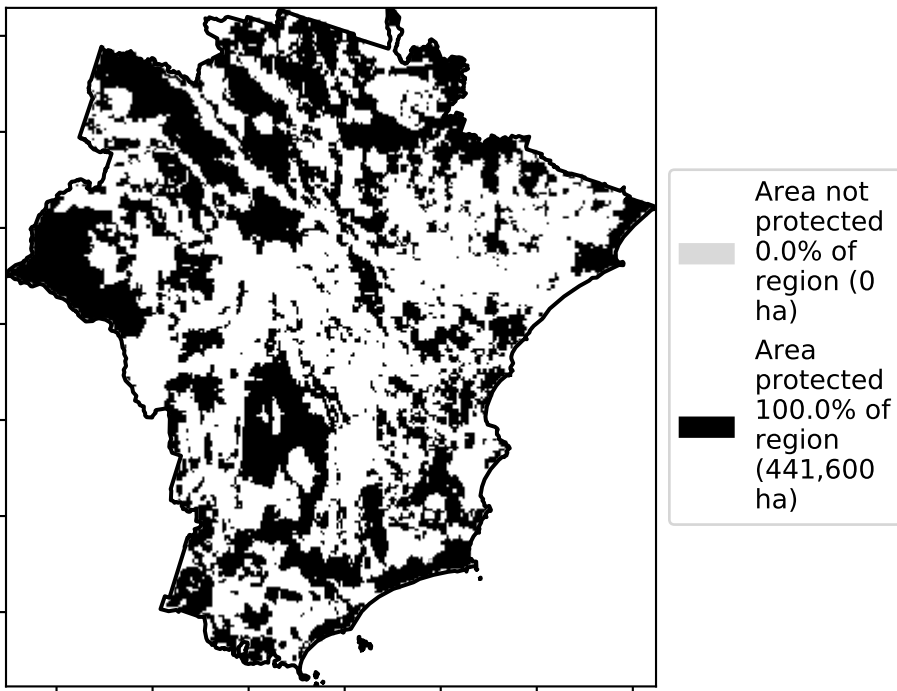 Area not
protected
0.0% of
region (0
ha)
Area
protected
100.0% of
region
(441,600
ha)